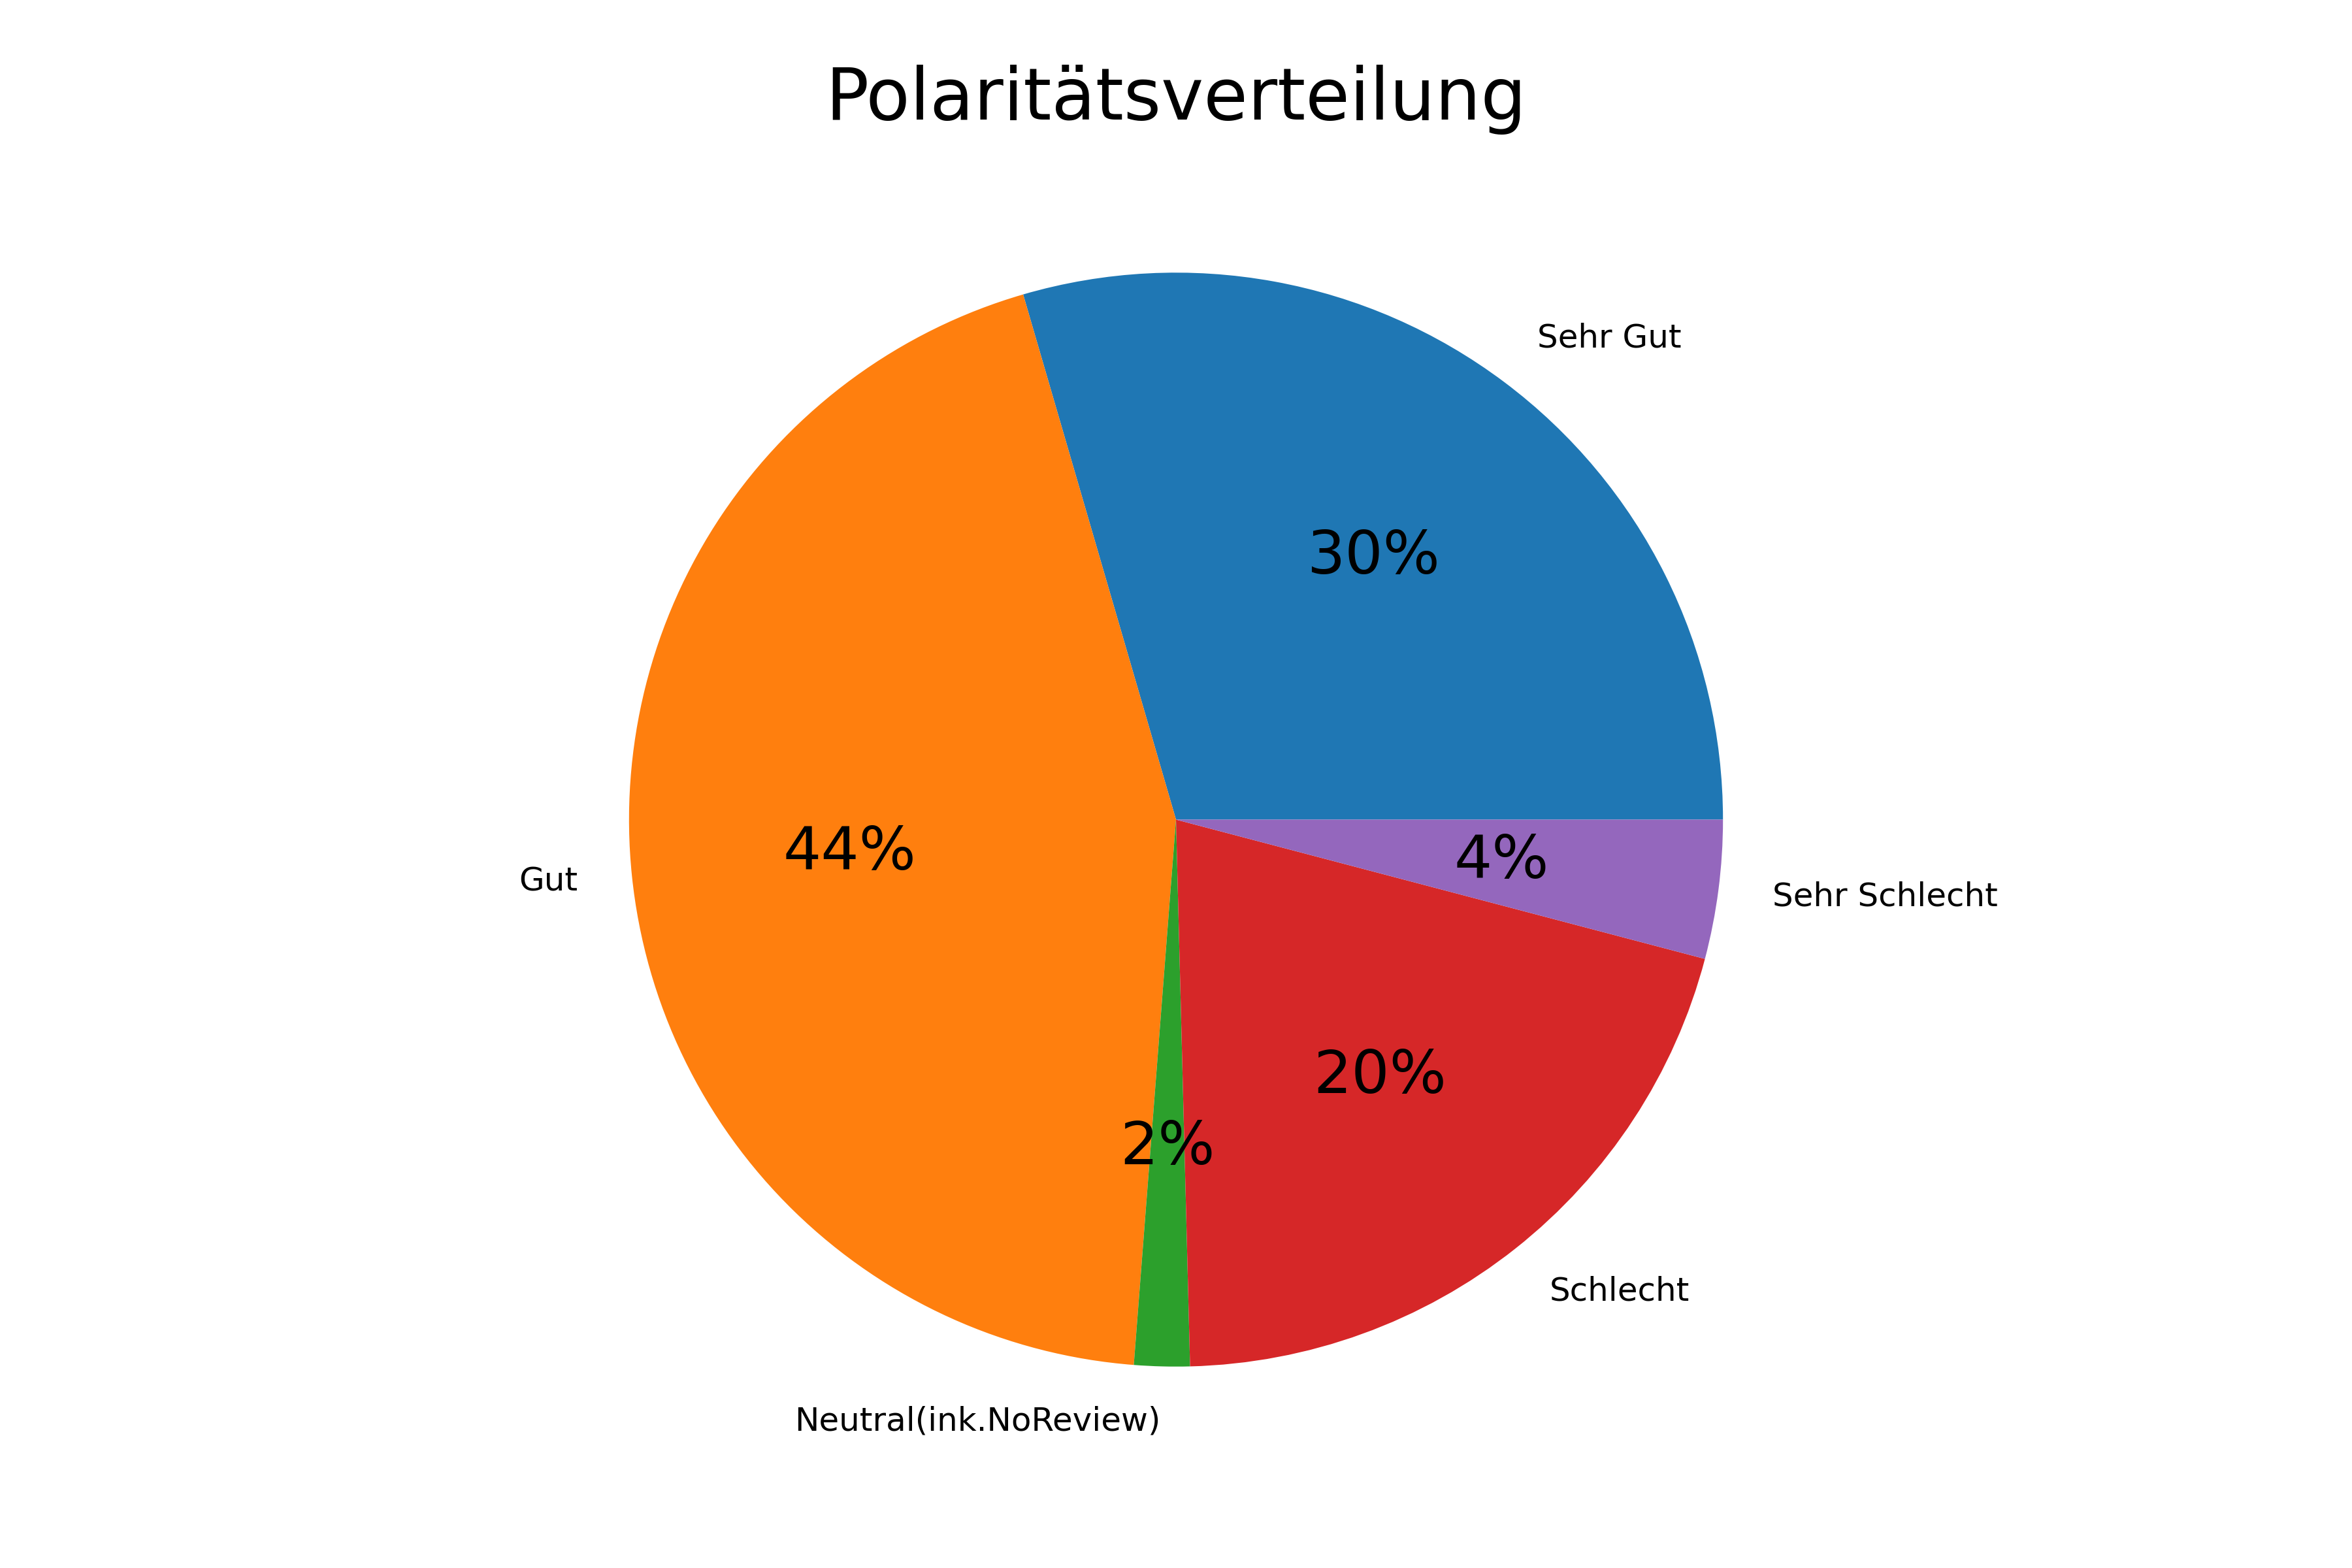 Polaritätsverteilung
Sehr Gut
30%
44%
Gut
4%
Sehr Schlecht
20%
2%
Schlecht
Neutral(ink.NoReview)